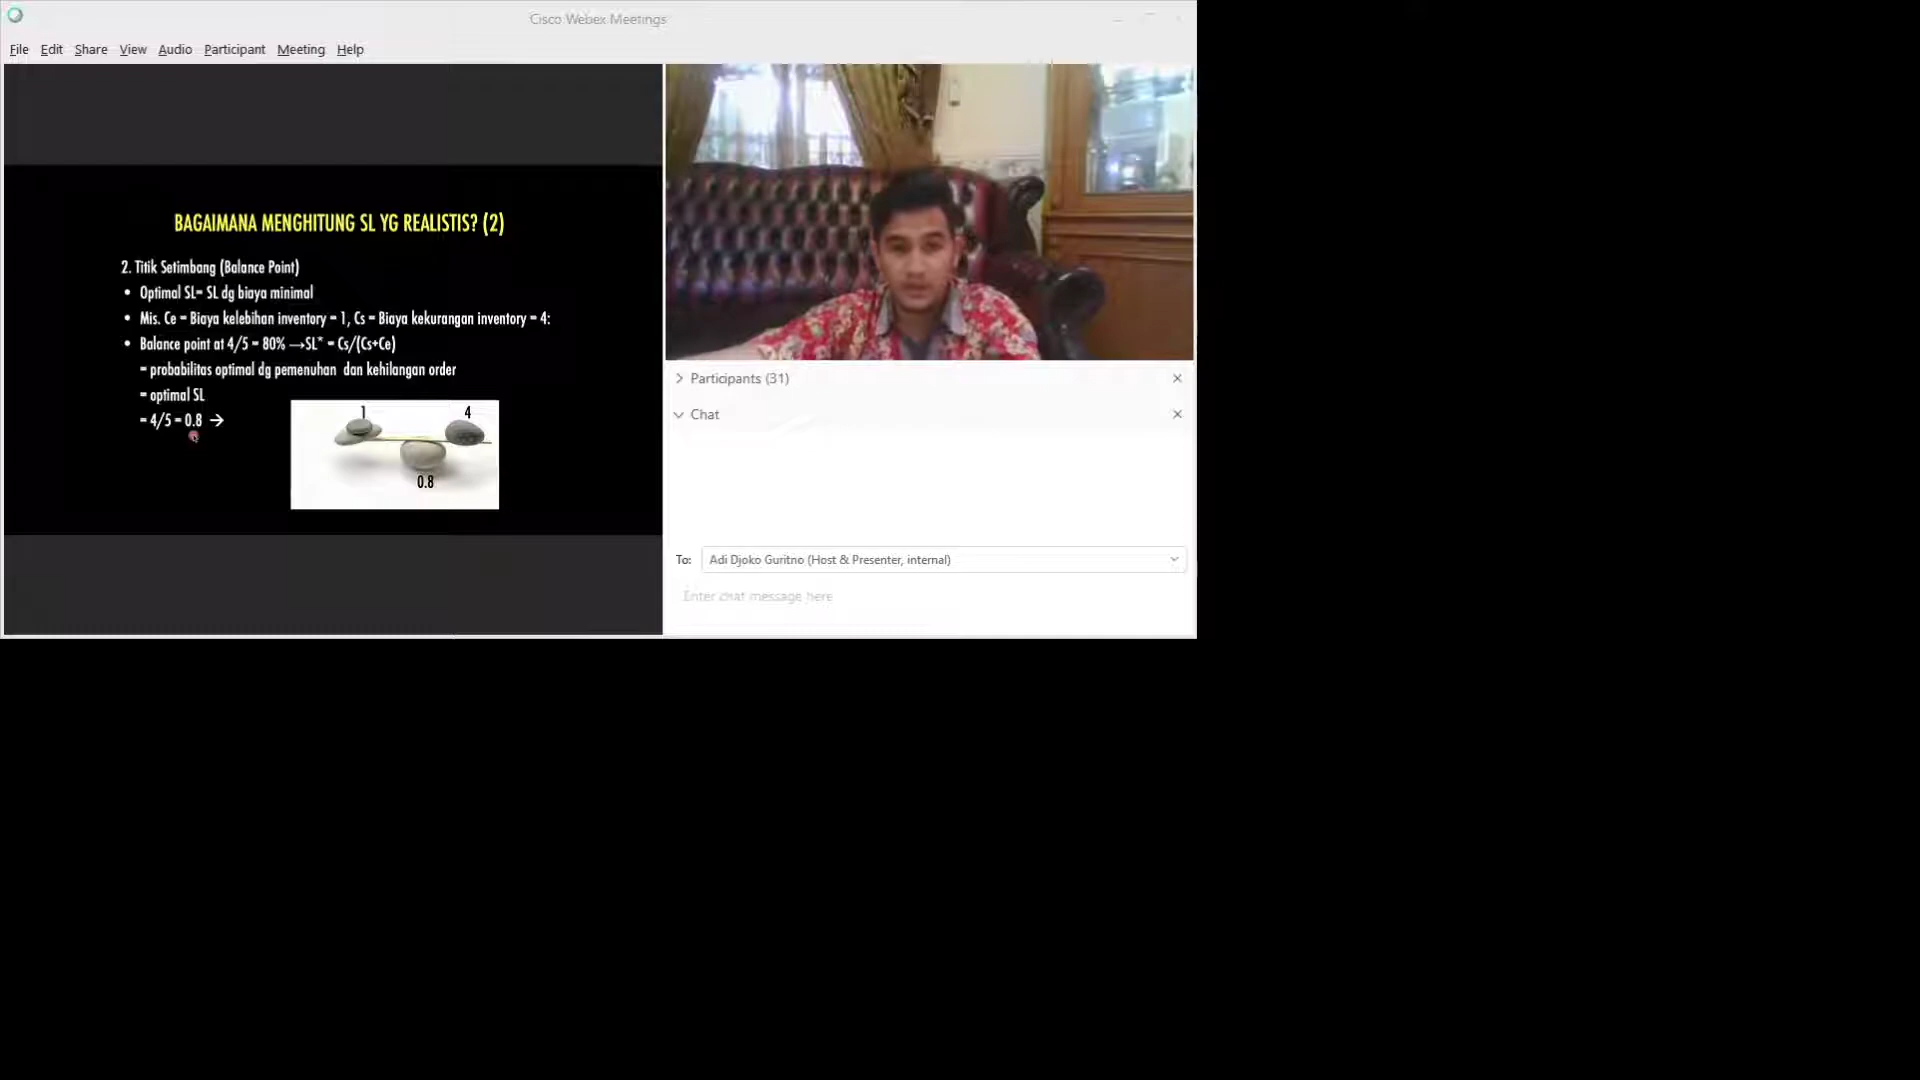 Cisco Webex Meetings
File Edit Share View Audio Participant Meeting Help
BAGAIMANA MENGHITUNG SL YG REALISTIS? (2)
2. Titik Setimbang (Balance Point)
• Optimal SL= SL dg biaya minimal
• Mis. Ce = Biaya kelebihan inventory = 1, Cs = Biaya kekurangan inventory = 4:
• Balance point at 4/5 = 80% →SL* = Cs/(Cs+Ce)
= probabilitas optimal dg pemenuhan dan kehilangan order
= optimal SL
= 4/5 = 0.8 →
1 4
0.8
Participants (31)
Chat
To: Adi Djoko Guritno (Host & Presenter, internal)
Enter chat message here